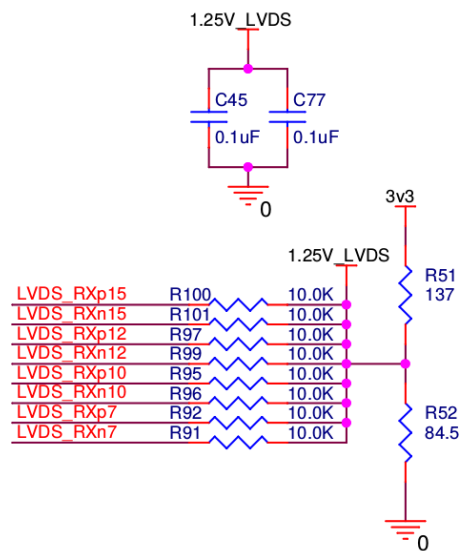 1.25V_LVDS
C45 C77
0.1uF 0.1uF
0
3v3
1.25V_LVDS
R51
137
LVDS_RXp15 R100 10.0K
LVDS_RXn15 R101 10.0K
LVDS_RXp12 R97 10.0K
LVDS_RXn12 R99 10.0K
LVDS_RXp10 R95 10.0K
LVDS_RXn10 R96 10.0K
LVDS_RXp7 R92 10.0K
LVDS_RXn7 R91 10.0K
R52
84.5
0